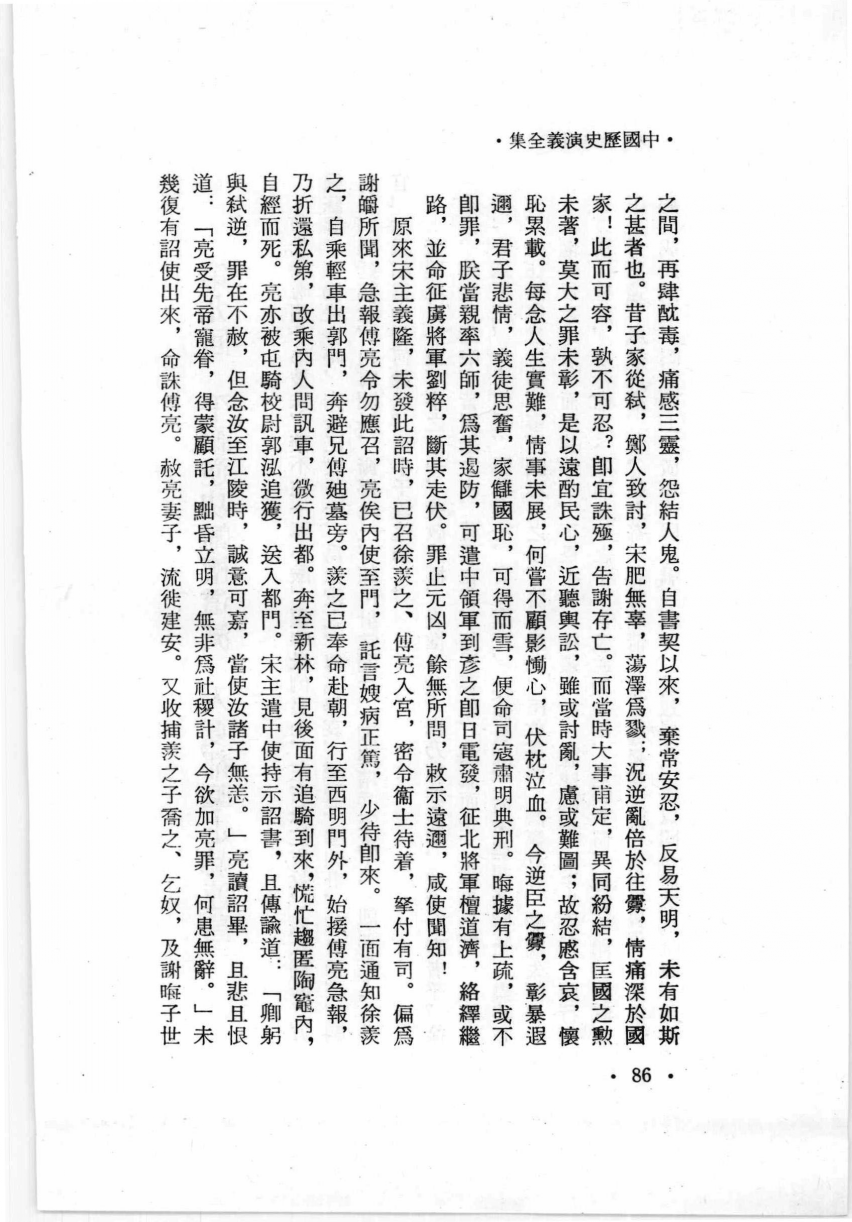 ·中國歷史演義全集·
之間，再肆酖毒，痛感三靈，怨結人鬼。自書契以來，棄常安忍，反易天明，未有如斯
之甚者也。昔子家從弒，鄭人致討，宋肥無辜，蕩澤爲戮；況逆亂倍於往釁，情痛深於國
家！此而可容，孰不可忍？卽宜誅殛，告謝存亡。而當時大事甫定，異同紛結，匡國之勳
未著，莫大之罪未彰，是以遠酌民心，近聽輿訟，雖或討亂，慮或難圖；故忍慼含哀，懷
恥累載。每念人生實難，情事未展，何嘗不顧影慟心，伏枕泣血。今逆臣之釁，彰暴遐
邇，君子悲情，義徒思奮，家讎國恥，可得而雪，便命司寇肅明典刑。晦據有上疏，或不
卽罪，朕當親率六師，爲其遏防，可遣中領軍到彥之卽日電發，征北將軍檀道濟，絡繹繼
路，並命征虜將軍劉粹，斷其走伏。罪止元凶，餘無所問，敕示遠邇，咸使聞知！
原來宋主義隆，未發此詔時，已召徐羨之、傅亮入宮，密令衞士待着，拏付有司。偏爲
謝㬭所聞，急報傅亮令勿應召，亮俟內使至門，託言嫂病正篤，少待卽來。一面通知徐羨
之，自乘輕車出郭門，奔避兄傅迪墓旁。羨之已奉命赴朝，行至西明門外，始接傅亮急報，
乃折還私第，改乘內人問訊車，微行出都。奔至新林，見後面有追騎到來，慌忙趨匿陶竈內，
自經而死。亮亦被屯騎校尉郭泓追獲，送入都門。宋主遣中使持示詔書，且傳諭道：「卿躬
與弒逆，罪在不赦，但念汝至江陵時，誠意可嘉，當使汝諸子無恙。」亮讀詔畢，且悲且恨
道：「亮受先帝寵眷，得蒙顧託，黜昏立明，無非爲社稷計，今欲加亮罪，何患無辭。」未
幾復有詔使出來，命誅傅亮。赦亮妻子，流徙建安。又收捕羨之子喬之、乞奴，及謝晦子世
·86·